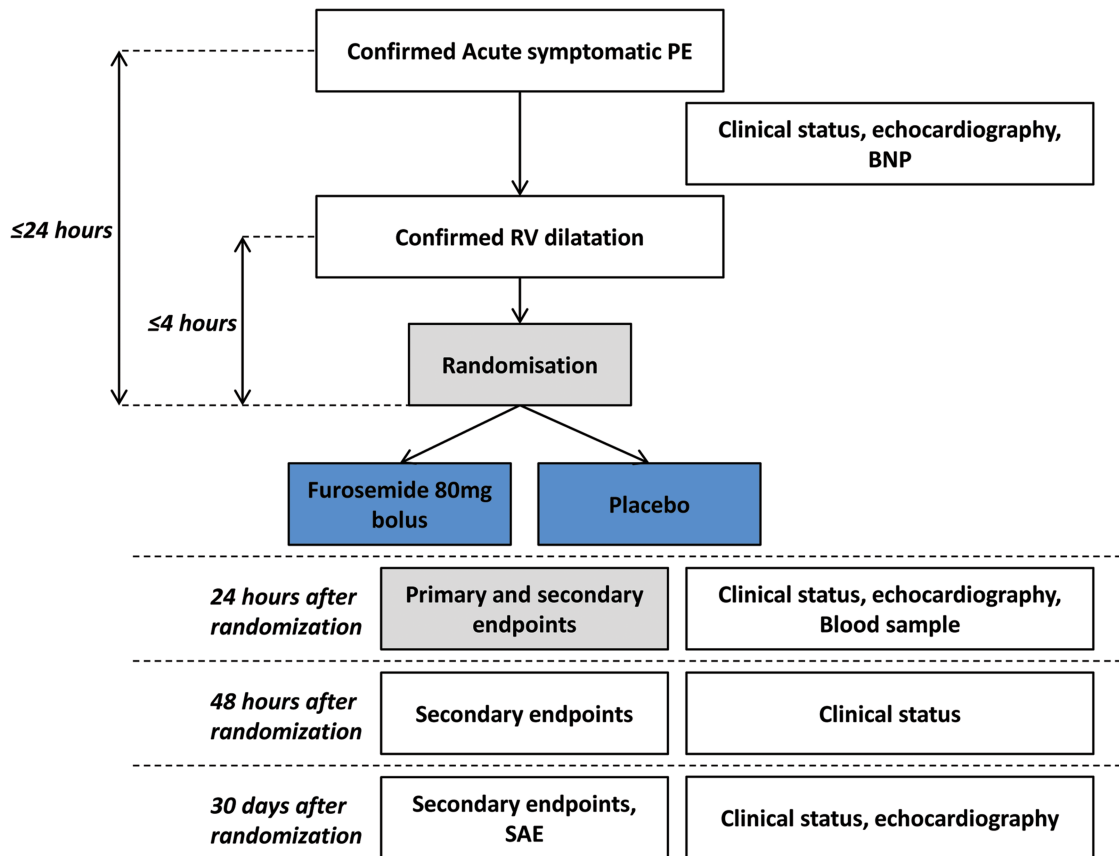 Confirmed Acute symptomatic PE
Clinical status, echocardiography,
BNP
≤24 hours
Confirmed RV dilatation
≤4 hours
Randomisation
Furosemide 80mg
bolus
Placebo
24 hours after
randomization
Primary and secondary
endpoints
Clinical status, echocardiography,
Blood sample
48 hours after
randomization
Secondary endpoints
Clinical status
30 days after
randomization
Secondary endpoints,
SAE
Clinical status, echocardiography